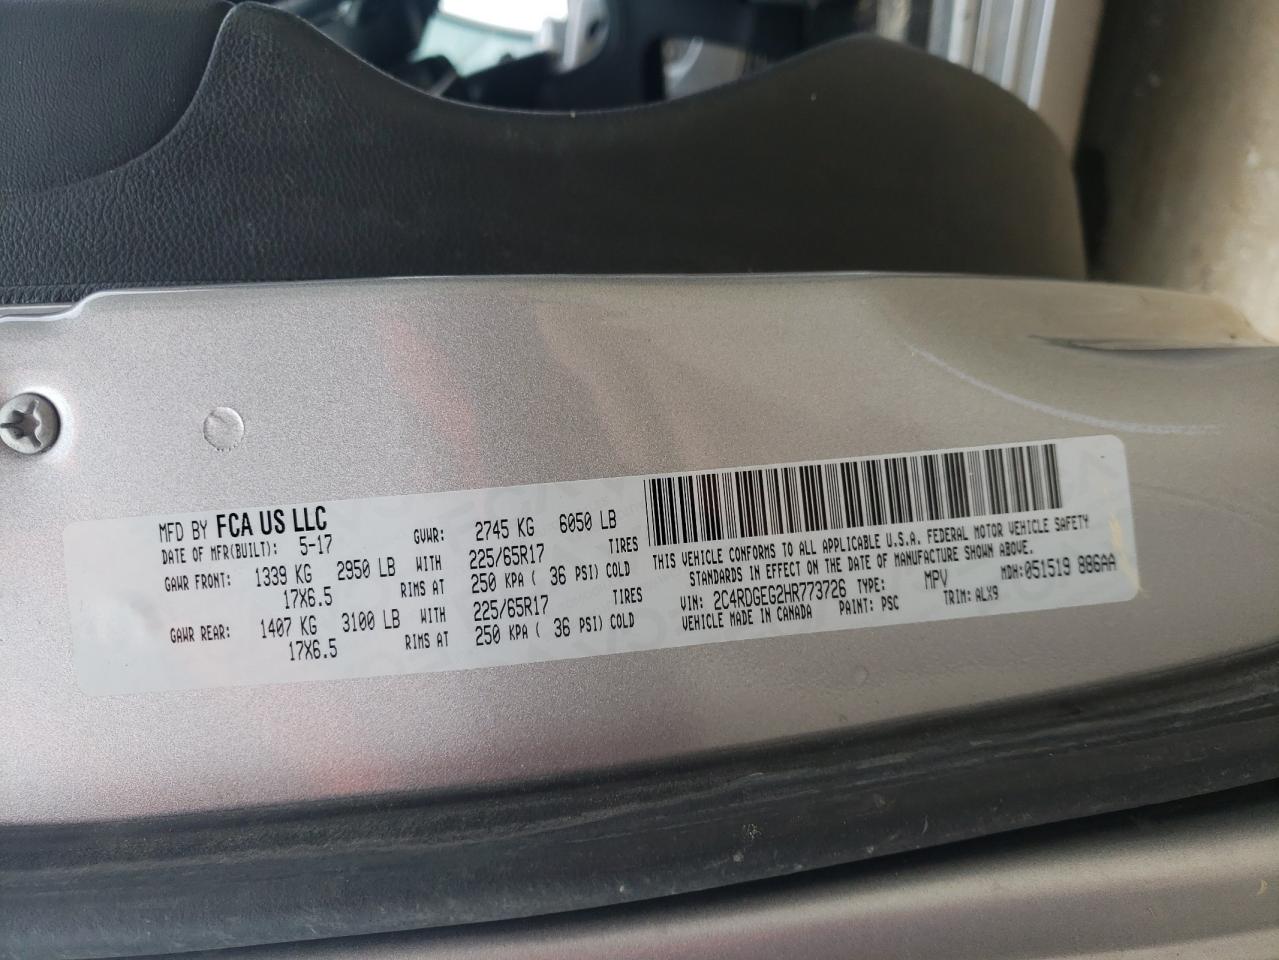 MFD BY FCA US LLC
DATE OF MFR(BUILT): 5-17 GVWR: 2745 KG 6050 LB
GAWR FRONT: 1339 KG 2950 LB WITH 225/65R17 TIRES
17X6.5 RIMS AT 250 KPA ( 36 PSI) COLD
GAWR REAR: 1407 KG 3100 LB WITH 225/65R17 TIRES
17X6.5 RIMS AT 250 KPA ( 36 PSI) COLD
THIS VEHICLE CONFORMS TO ALL APPLICABLE U.S.A. FEDERAL MOTOR VEHICLE SAFETY
STANDARDS IN EFFECT ON THE DATE OF MANUFACTURE SHOWN ABOVE.
VIN: 2C4RDGEG2HR773726 TYPE: MPV MDH:051519 886AA
VEHICLE MADE IN CANADA PAINT: PSC TRIM: ALX9